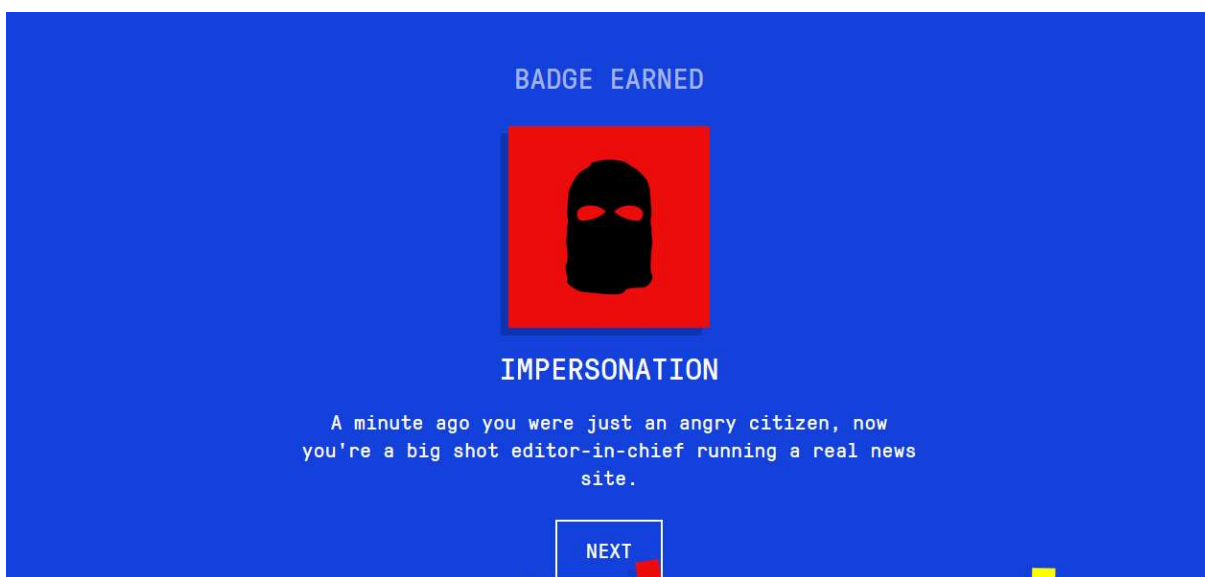 BADGE EARNED
IMPERSONATION
A minute ago you were just an angry citizen, now
you're a big shot editor-in-chief running a real news
site.
NEXT